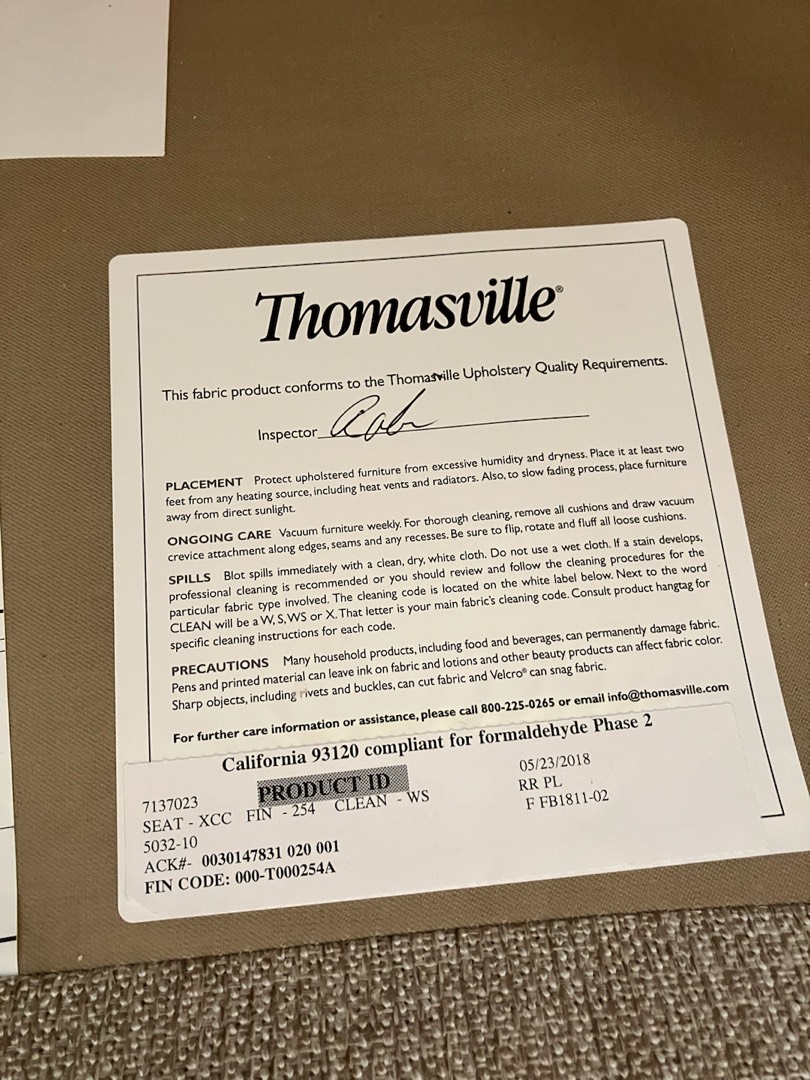 Thomasville®
This fabric product conforms to the Thomasville Upholstery Quality Requirements.
Inspector
PLACEMENT Protect upholstered furniture from excessive humidity and dryness. Place it at least two
feet from any heating source, including heat vents and radiators. Also, to slow fading process, place furniture
away from direct sunlight.
ONGOING CARE Vacuum furniture weekly. For thorough cleaning, remove all cushions and draw vacuum
crevice attachment along edges, seams and any recesses. Be sure to flip, rotate and fluff all loose cushions.
SPILLS Blot spills immediately with a clean, dry, white cloth. Do not use a wet cloth. If a stain develops,
professional cleaning is recommended or you should review and follow the cleaning procedures for the
particular fabric type involved. The cleaning code is located on the white label below. Next to the word
CLEAN will be a W, S, WS or X. That letter is your main fabric's cleaning code. Consult product hangtag for
specific cleaning instructions for each code.
PRECAUTIONS Many household products, including food and beverages, can permanently damage fabric.
Pens and printed material can leave ink on fabric and lotions and other beauty products can affect fabric color.
Sharp objects, including rivets and buckles, can cut fabric and Velcro® can snag fabric.
For further care information or assistance, please call 800-225-0265 or email info@thomasville.com
California 93120 compliant for formaldehyde Phase 2
7137023 PRODUCT ID 05/23/2018
SEAT - XCC FIN - 254 CLEAN - WS RR PL
5032-10 F FB1811-02
ACK#- 0030147831 020 001
FIN CODE: 000-T000254A